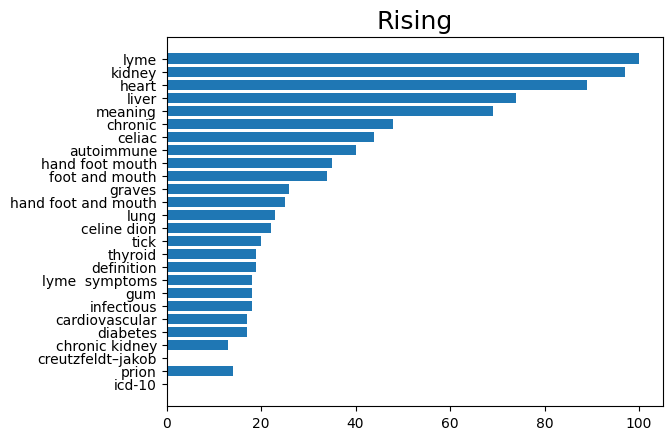 Rising
lyme
kidney
heart
liver
meaning
chronic
celiac
autoimmune
hand foot mouth
foot and mouth
graves
hand foot and mouth
lung
celine dion
tick
thyroid
definition
lyme  symptoms
gum
infectious
cardiovascular
diabetes
chronic kidney
creutzfeldt–jakob
prion
icd-10
0 20 40 60 80 100